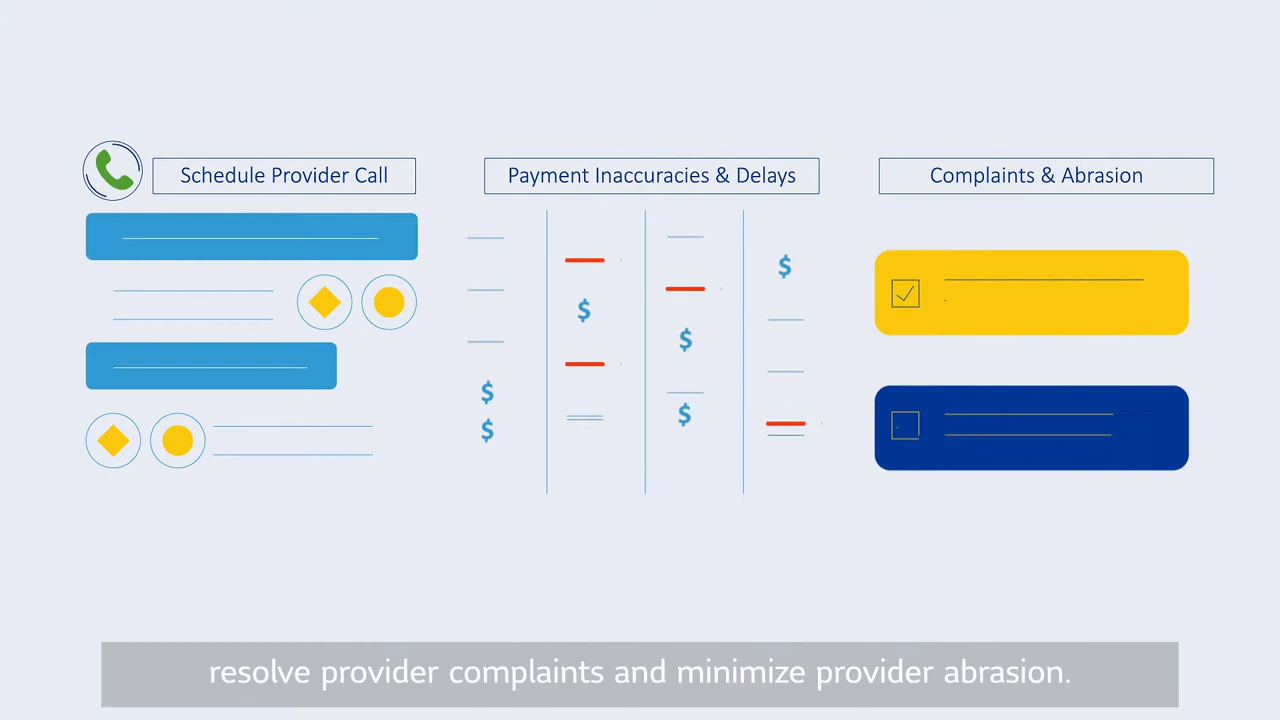 Schedule Provider Call
Payment Inaccuracies & Delays
Complaints & Abrasion
$
$
$
$
$
$
resolve provider complaints and minimize provider abrasion.